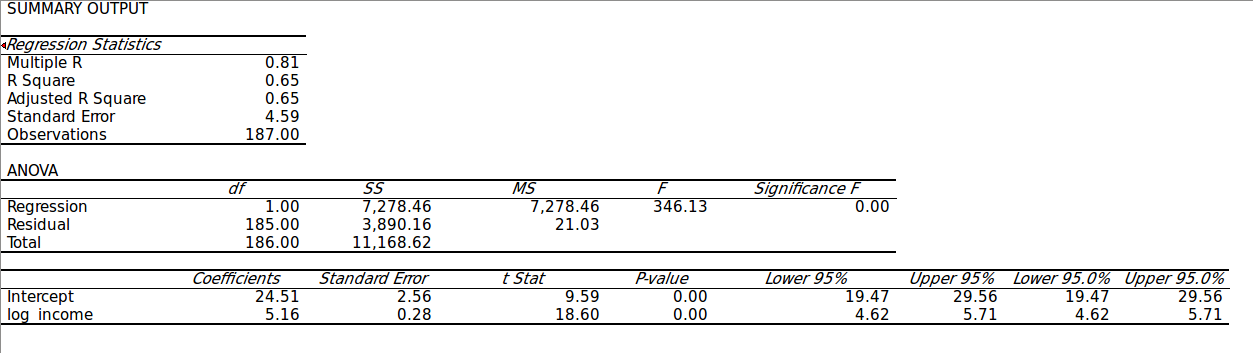 SUMMARY OUTPUT
Regression Statistics
Multiple R 0.81
R Square 0.65
Adjusted R Square 0.65
Standard Error 4.59
Observations 187.00
ANOVA
df SS MS F Significance F
Regression 1.00 7,278.46 7,278.46 346.13 0.00
Residual 185.00 3,890.16 21.03
Total 186.00 11,168.62
Coefficients Standard Error t Stat P-value Lower 95% Upper 95% Lower 95.0% Upper 95.0%
Intercept 24.51 2.56 9.59 0.00 19.47 29.56 19.47 29.56
log_income 5.16 0.28 18.60 0.00 4.62 5.71 4.62 5.71